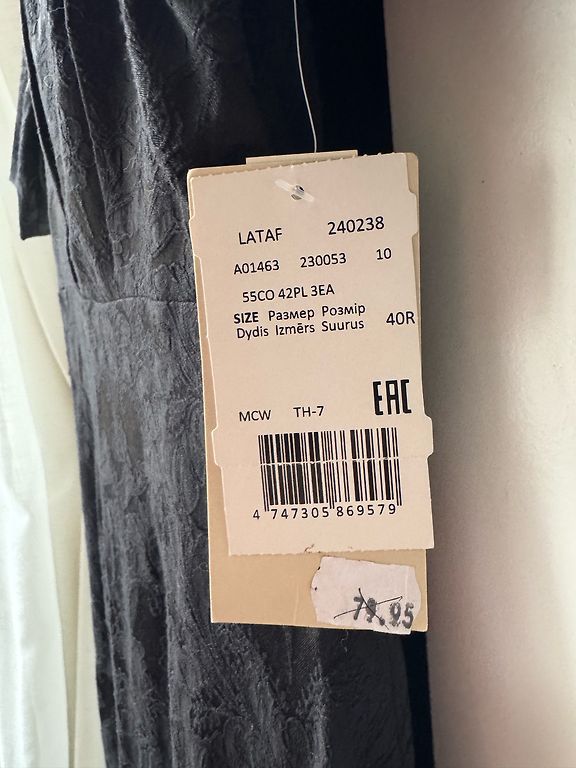 LATAF 240238
A01463 230053 10
55CO 42PL 3EA
SIZE Размер Розмір
Dydis Izmērs Suurus 40R
EAC
MCW TH-7
4 747305 869579
79.95